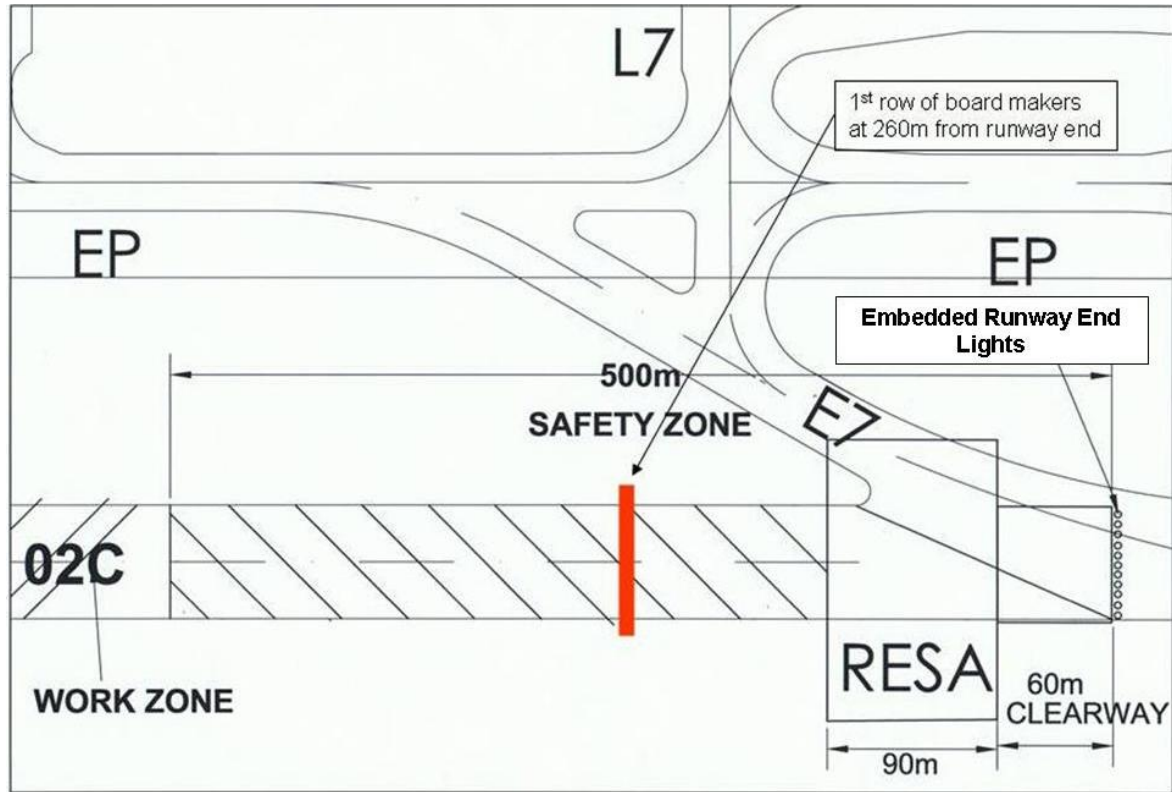 L7
1st row of board makers
at 260m from runway end
EP
EP
Embedded Runway End
Lights
500m
SAFETY ZONE
E7
02C
RESA
WORK ZONE
60m
CLEARWAY
90m